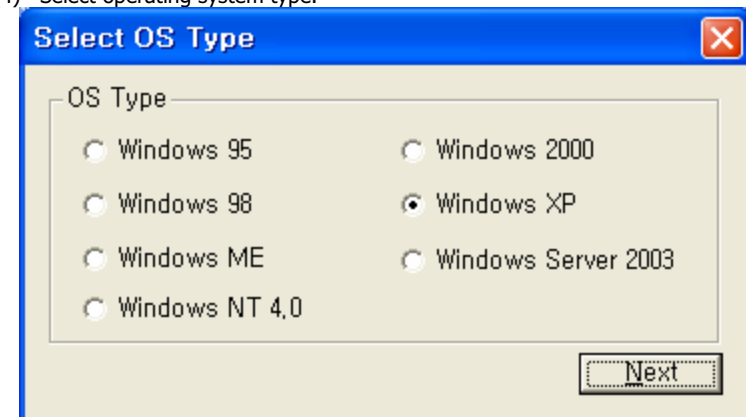 Select operating system type.
Select OS Type
OS Type
Windows 95
Windows 2000
Windows 98
Windows XP
Windows ME
Windows Server 2003
Windows NT 4,0
Next